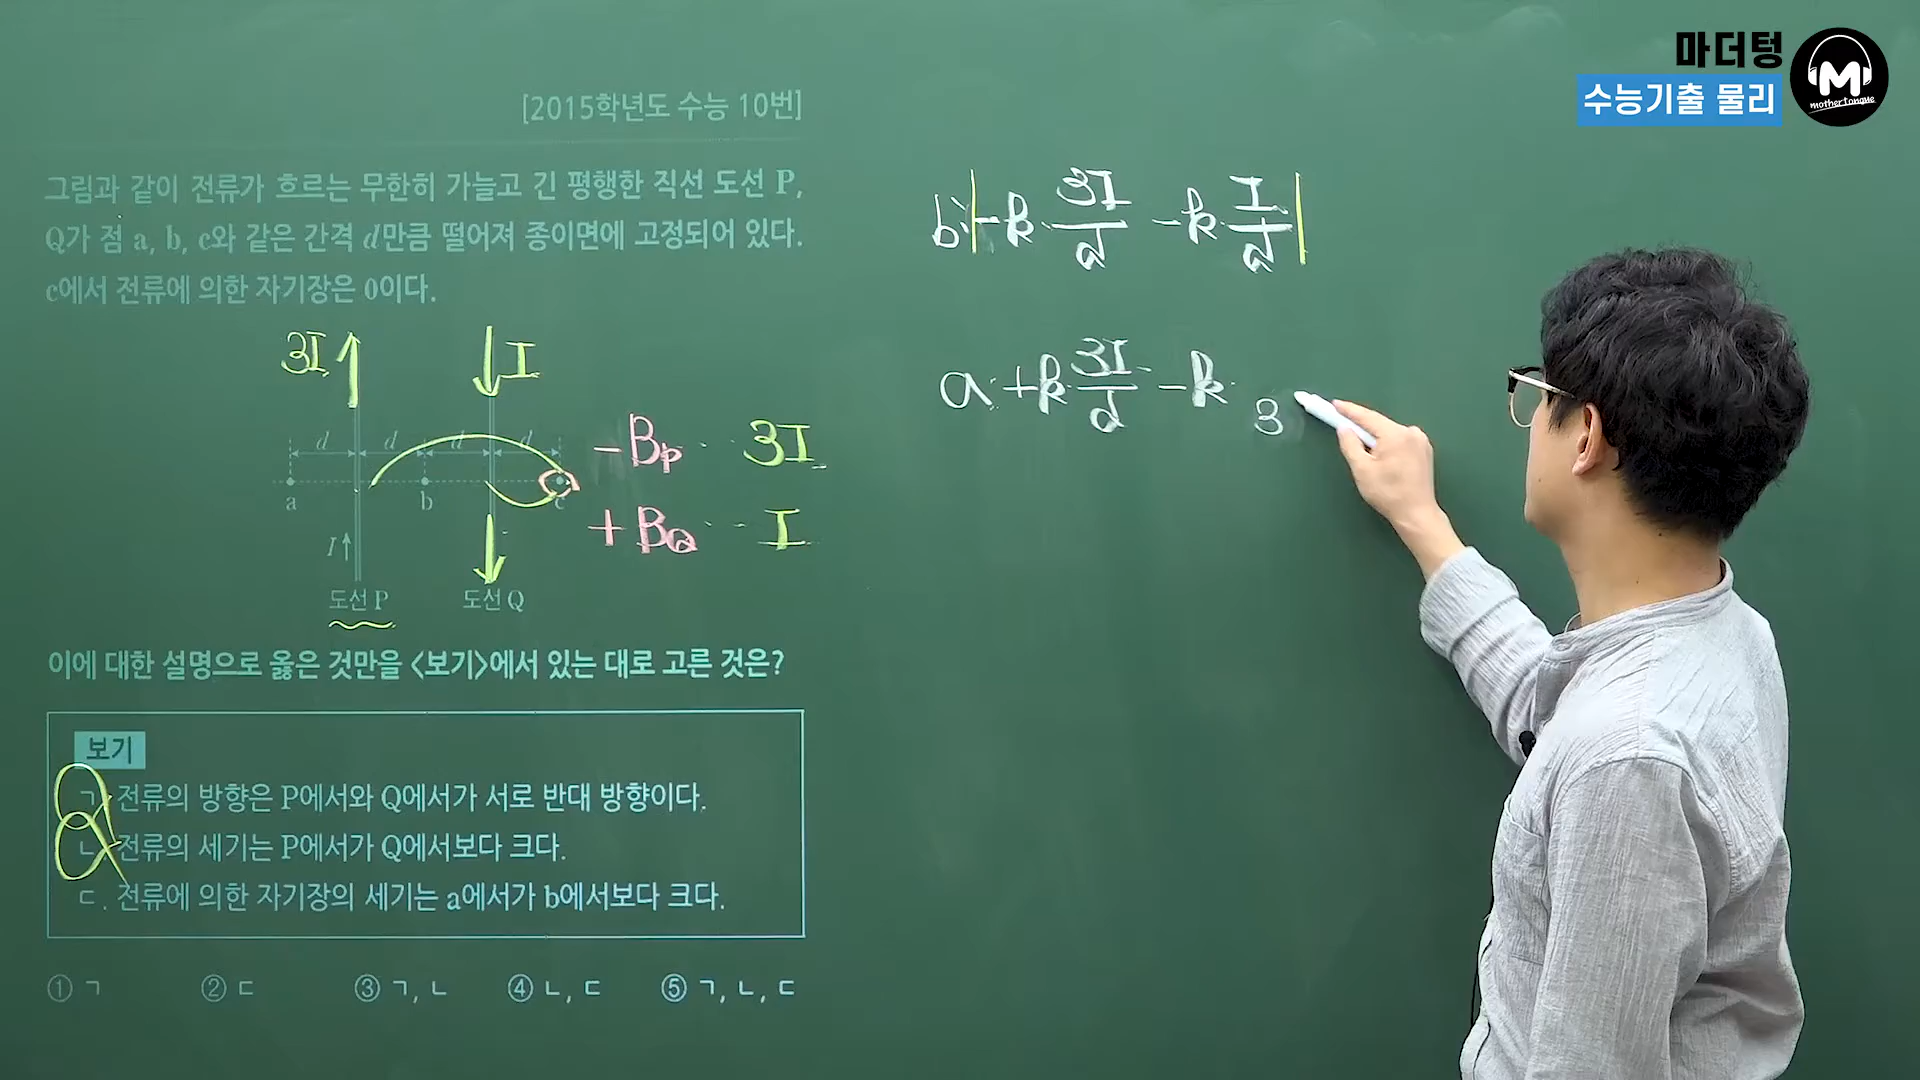 마더텅
수능기출 물리
M
mothertongue
[2015학년도 수능 10번]
그림과 같이 전류가 흐르는 무한히 가늘고 긴 평행한 직선 도선 P,
Q가 점 a, b, c와 같은 간격 d만큼 떨어져 종이면에 고정되어 있다.
c에서 전류에 의한 자기장은 0이다.
3I I
d d d d
a b c
I
도선 P 도선 Q
-Bp 3I
+BQ I
이에 대한 설명으로 옳은 것만을 <보기>에서 있는 대로 고른 것은?
보기
ㄱ. 전류의 방향은 P에서와 Q에서가 서로 반대 방향이다.
ㄴ. 전류의 세기는 P에서가 Q에서보다 크다.
ㄷ. 전류에 의한 자기장의 세기는 a에서가 b에서보다 크다.
① ㄱ ② ㄷ ③ ㄱ, ㄴ ④ ㄴ, ㄷ ⑤ ㄱ, ㄴ, ㄷ
b: |-k 3I/d - k I/d|
a: +k 3I/d - k 3